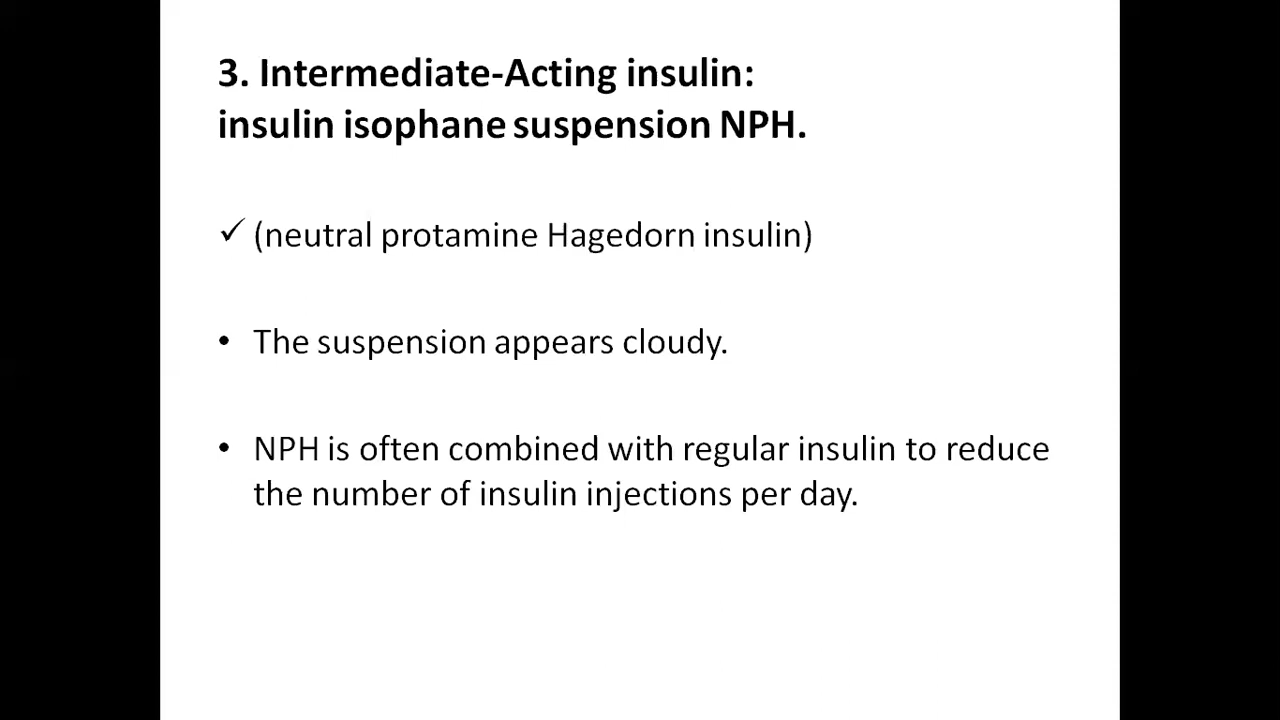 3. Intermediate-Acting insulin:
insulin isophane suspension NPH.
✓ (neutral protamine Hagedorn insulin)
• The suspension appears cloudy.
• NPH is often combined with regular insulin to reduce
the number of insulin injections per day.